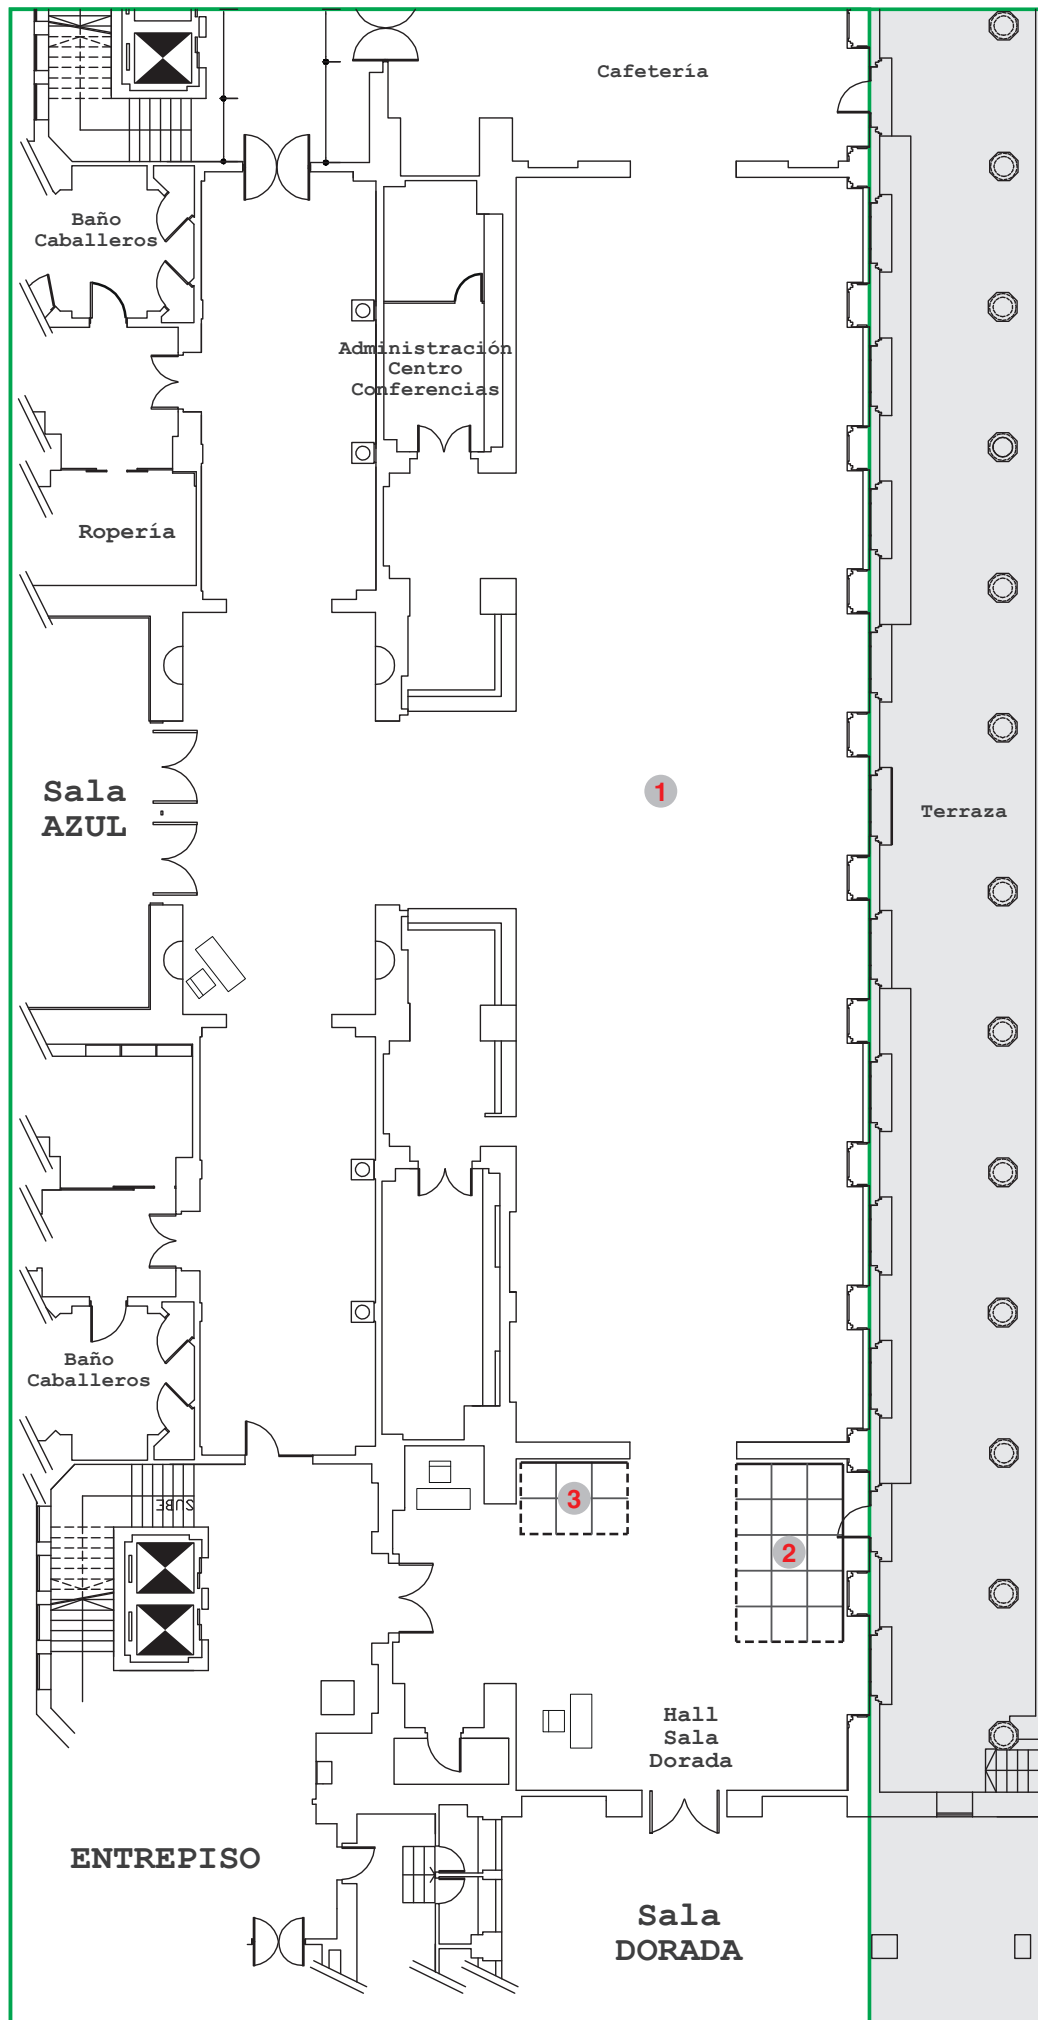 Cafetería
Baño
Caballeros
Administración
Centro
Conferencias
Ropería
Sala
AZUL
1
Terraza
Baño
Caballeros
SUBE
3
2
Hall
Sala
Dorada
ENTREPISO
Sala
DORADA